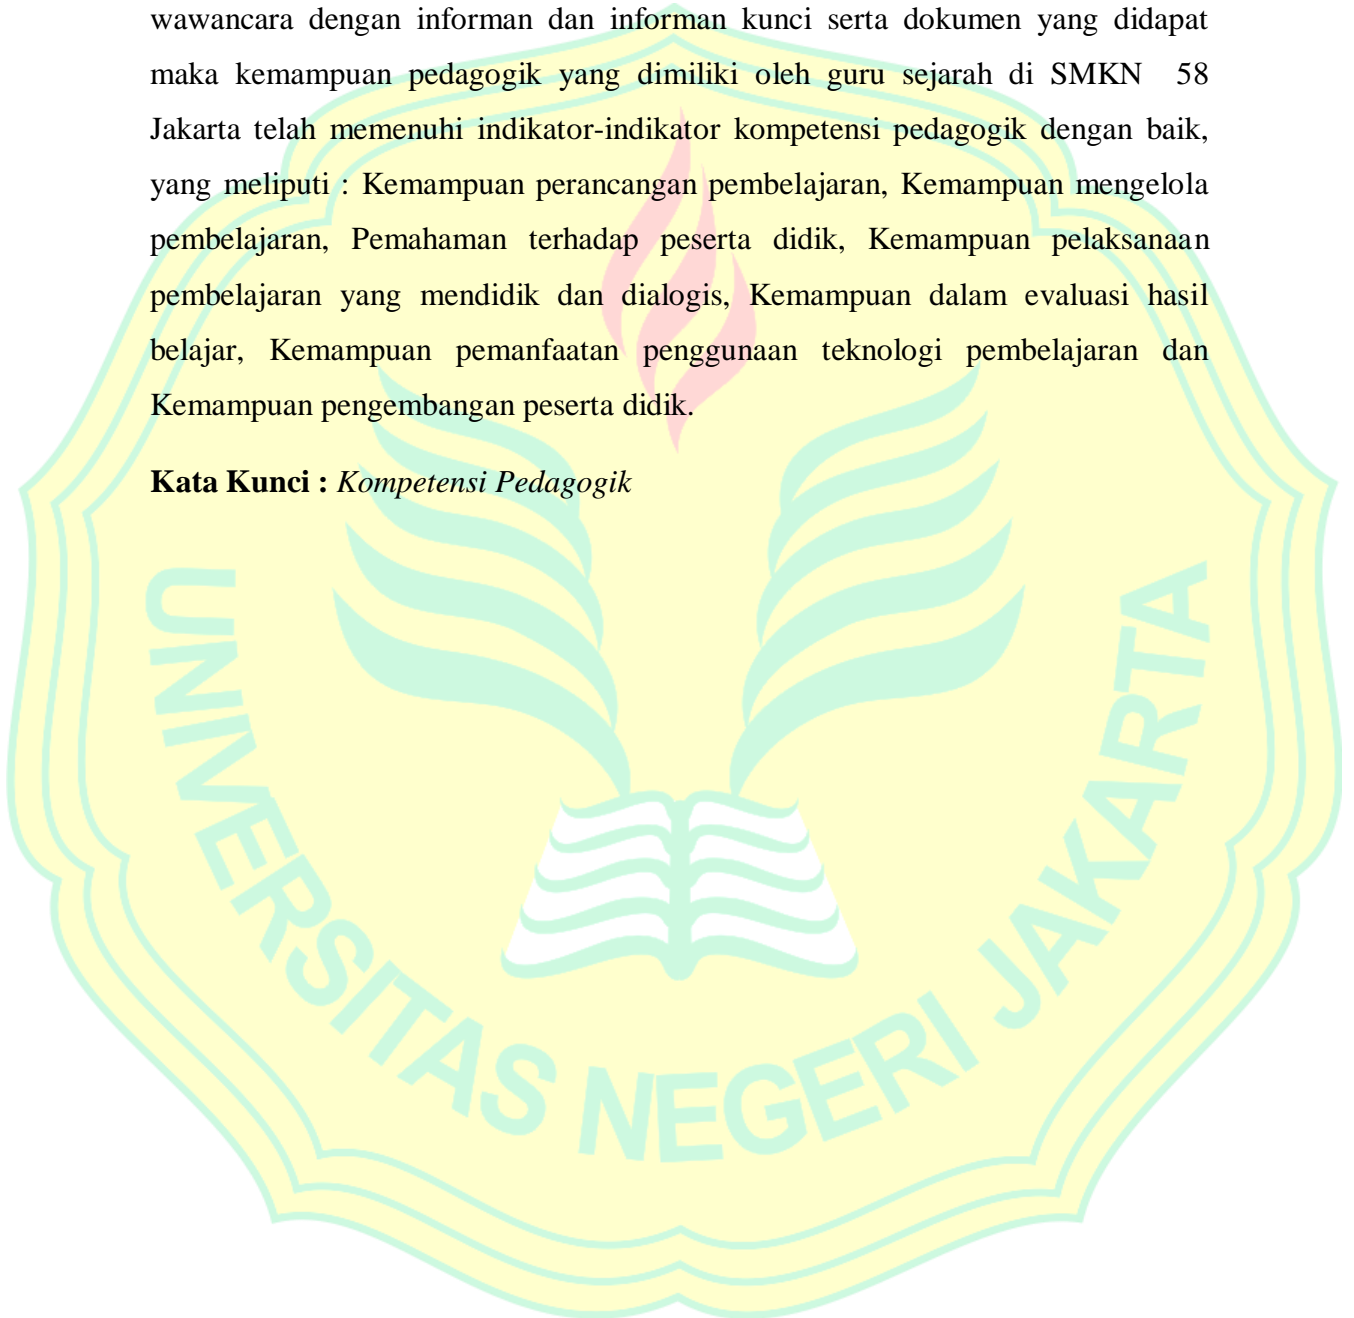 wawancara dengan informan dan informan kunci serta dokumen yang didapat
maka kemampuan pedagogik yang dimiliki oleh guru sejarah di SMKN 58
Jakarta telah memenuhi indikator-indikator kompetensi pedagogik dengan baik,
yang meliputi : Kemampuan perancangan pembelajaran, Kemampuan mengelola
pembelajaran, Pemahaman terhadap peserta didik, Kemampuan pelaksanaan
pembelajaran yang mendidik dan dialogis, Kemampuan dalam evaluasi hasil
belajar, Kemampuan pemanfaatan penggunaan teknologi pembelajaran dan
Kemampuan pengembangan peserta didik.
Kata Kunci : Kompetensi Pedagogik
UNIVERSITAS NEGERI JAKARTA